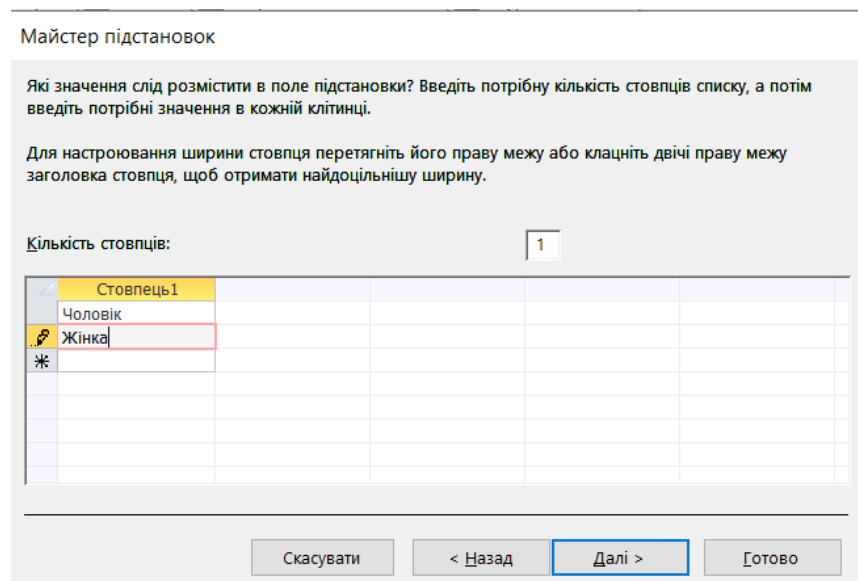 Майстер підстановок
Які значення слід розмістити в поле підстановки? Введіть потрібну кількість стовпців списку, а потім
введіть потрібні значення в кожній клітинці.
Для настроювання ширини стовпця перетягніть його праву межу або клацніть двічі праву межу
заголовка стовпця, щоб отримати найдоцільнішу ширину.
Кількість стовпців: 1
Стовпець1
Чоловік
Жінка
Скасувати < Назад Далі > Готово